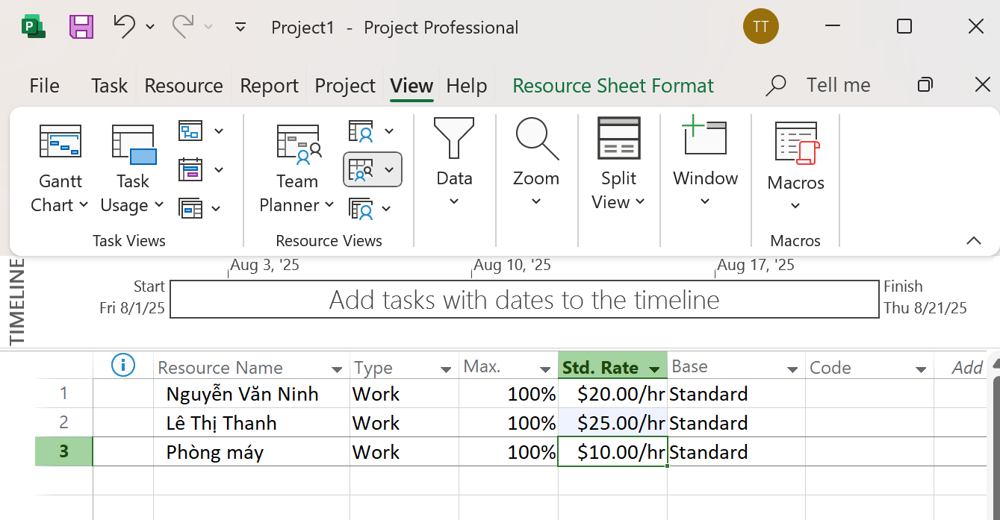 Project1 - Project Professional
TT
File Task Resource Report Project View Help Resource Sheet Format Tell me
Gantt Chart
Task Usage
Team Planner
Data
Zoom
Split View
Window
Macros
Task Views
Resource Views
Macros
TIMELINE
Aug 3, '25 Aug 10, '25 Aug 17, '25
Start
Fri 8/1/25
Add tasks with dates to the timeline
Finish
Thu 8/21/25
Resource Name Type Max. Std. Rate Base Code Add
1 Nguyễn Văn Ninh Work 100% $20.00/hr Standard
2 Lê Thị Thanh Work 100% $25.00/hr Standard
3 Phòng máy Work 100% $10.00/hr Standard